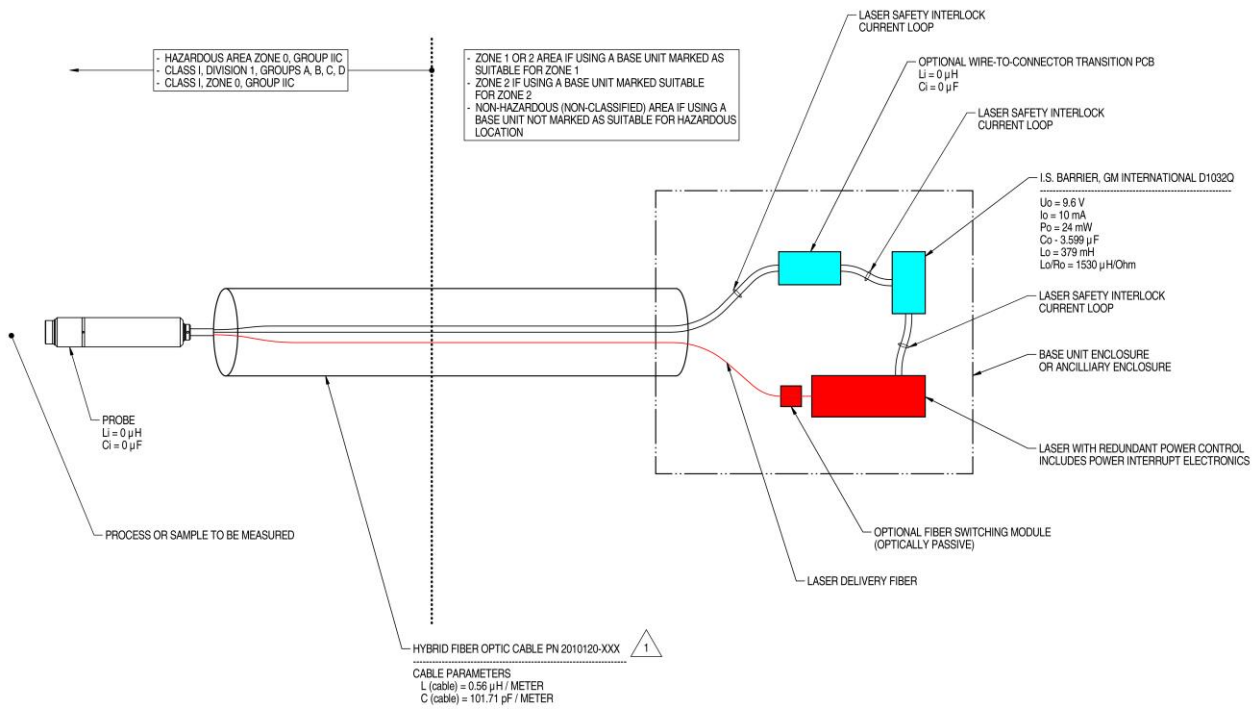 - HAZARDOUS AREA ZONE 0, GROUP IIC
- CLASS I, DIVISION 1, GROUPS A, B, C, D
- CLASS I, ZONE 0, GROUP IIC
- ZONE 1 OR 2 AREA IF USING A BASE UNIT MARKED AS
SUITABLE FOR ZONE 1
- ZONE 2 IF USING A BASE UNIT MARKED SUITABLE
FOR ZONE 2
- NON-HAZARDOUS (NON-CLASSIFIED) AREA IF USING A
BASE UNIT NOT MARKED AS SUITABLE FOR HAZARDOUS
LOCATION
LASER SAFETY INTERLOCK
CURRENT LOOP
OPTIONAL WIRE-TO-CONNECTOR TRANSITION PCB
Li = 0 µH
Ci = 0 µF
LASER SAFETY INTERLOCK
CURRENT LOOP
I.S. BARRIER, GM INTERNATIONAL D1032Q
Uo = 9.6 V
Io = 10 mA
Po = 24 mW
Co - 3.599 µF
Lo = 379 mH
Lo/Ro = 1530 µH/Ohm
LASER SAFETY INTERLOCK
CURRENT LOOP
BASE UNIT ENCLOSURE
OR ANCILLIARY ENCLOSURE
PROBE
Li = 0 µH
Ci = 0 µF
LASER WITH REDUNDANT POWER CONTROL
INCLUDES POWER INTERRUPT ELECTRONICS
PROCESS OR SAMPLE TO BE MEASURED
OPTIONAL FIBER SWITCHING MODULE
(OPTICALLY PASSIVE)
LASER DELIVERY FIBER
HYBRID FIBER OPTIC CABLE PN 2010120-XXX
1
CABLE PARAMETERS
L (cable) = 0.56 µH / METER
C (cable) = 101.71 pF / METER